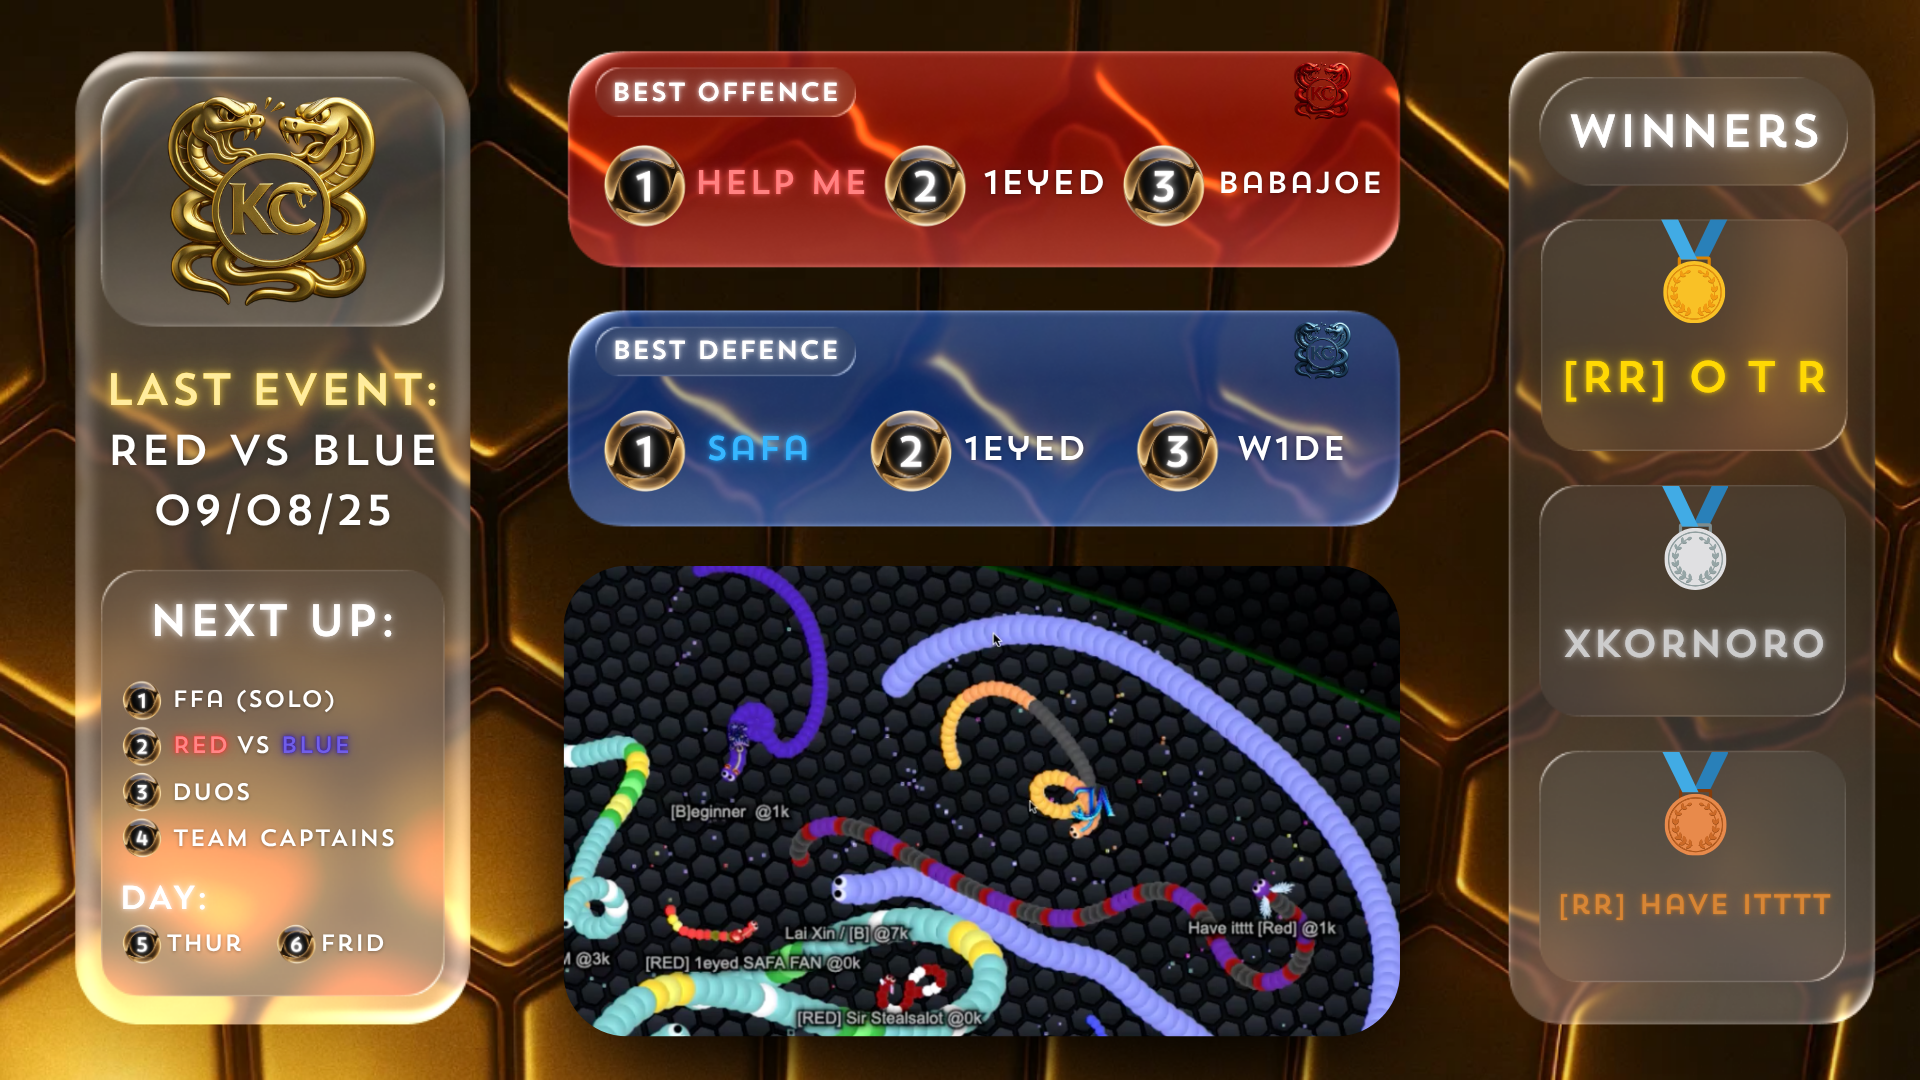 KC
LAST EVENT:
RED VS BLUE
09/08/25
NEXT UP:
1 FFA (SOLO)
2 RED VS BLUE
3 DUOS
4 TEAM CAPTAINS
DAY:
5 THUR 6 FRID
BEST OFFENCE
KC
1 HELP ME 2 1EYED 3 BABAJOE
BEST DEFENCE
KC
1 SAFA 2 1EYED 3 W1DE
[B]eginner @1k
Lai Xin / [B] @7k
Have itttt [Red] @1k
@3k
[RED] 1eyed SAFA FAN @0k
[RED] Sir Stealsalot @0k
WINNERS
[RR] O T R
XKORNORO
[RR] HAVE ITTTT